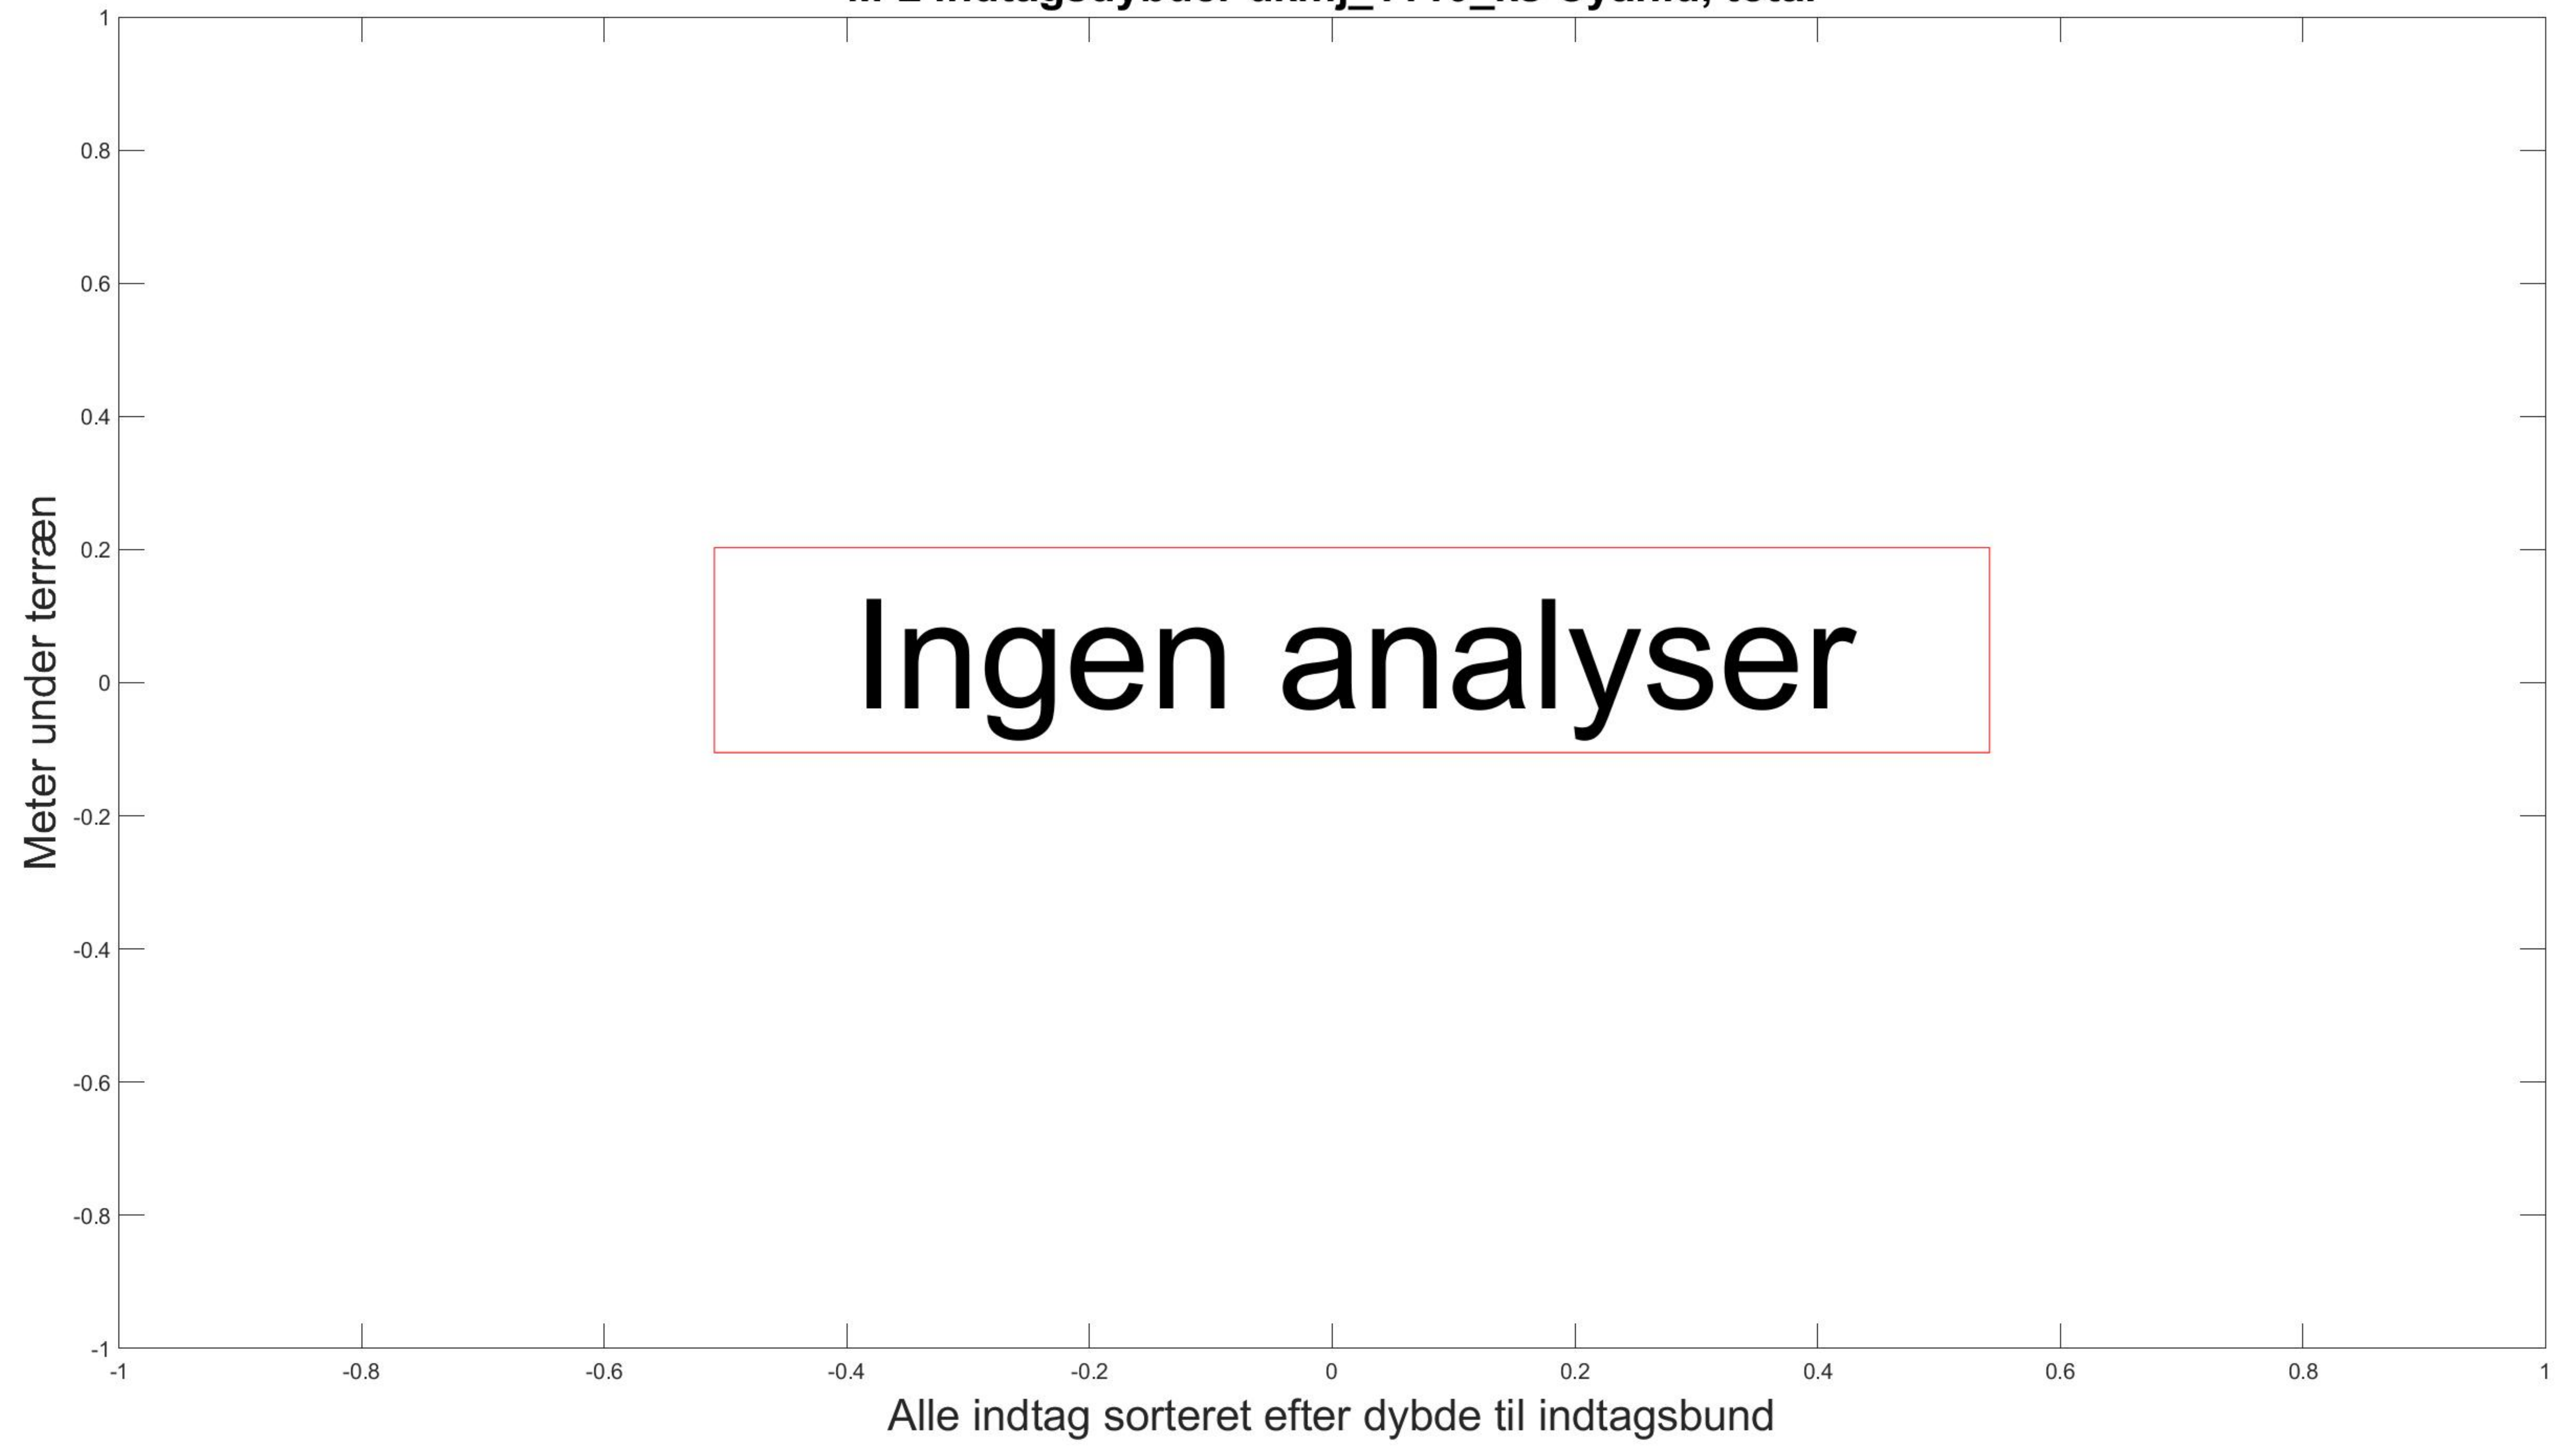 1
0.8
0.6
0.4
0.2
0
-0.2
-0.4
-0.6
-0.8
-1
Meter under terræn
Ingen analyser
-1 -0.8 -0.6 -0.4 -0.2 0 0.2 0.4 0.6 0.8 1
Alle indtag sorteret efter dybde til indtagsbund